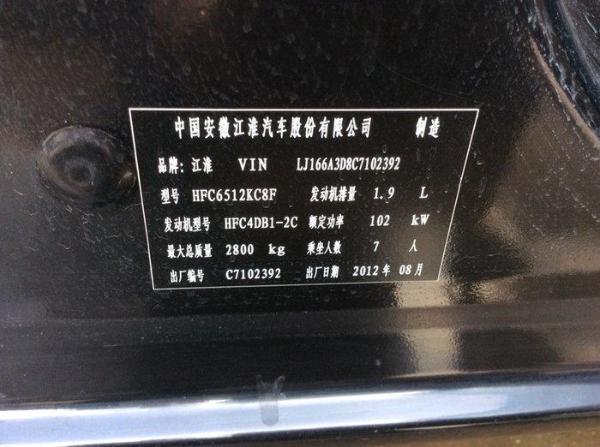 中国安徽江淮汽车股份有限公司 制造
品牌:江淮 VIN LJ166A3D8C7102392
型号 HFC6512KC8F 发动机排量 1.9 L
发动机型号 HFC4DB1-2C 额定功率 102 kW
最大总质量 2800 kg 乘坐人数 7 人
出厂编号 C7102392 出厂日期 2012 年 08 月